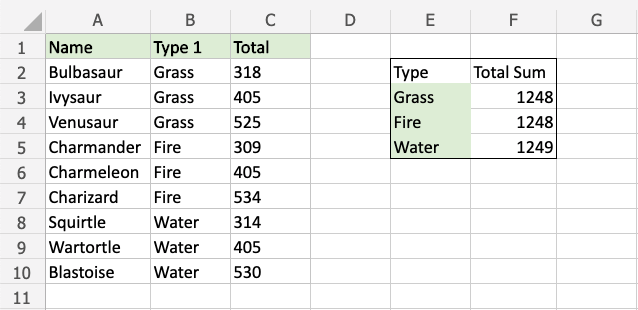 A B C D E F G
1 Name Type 1 Total
2 Bulbasaur Grass 318 Type Total Sum
3 Ivysaur Grass 405 Grass 1248
4 Venusaur Grass 525 Fire 1248
5 Charmander Fire 309 Water 1249
6 Charmeleon Fire 405
7 Charizard Fire 534
8 Squirtle Water 314
9 Wartortle Water 405
10 Blastoise Water 530
11